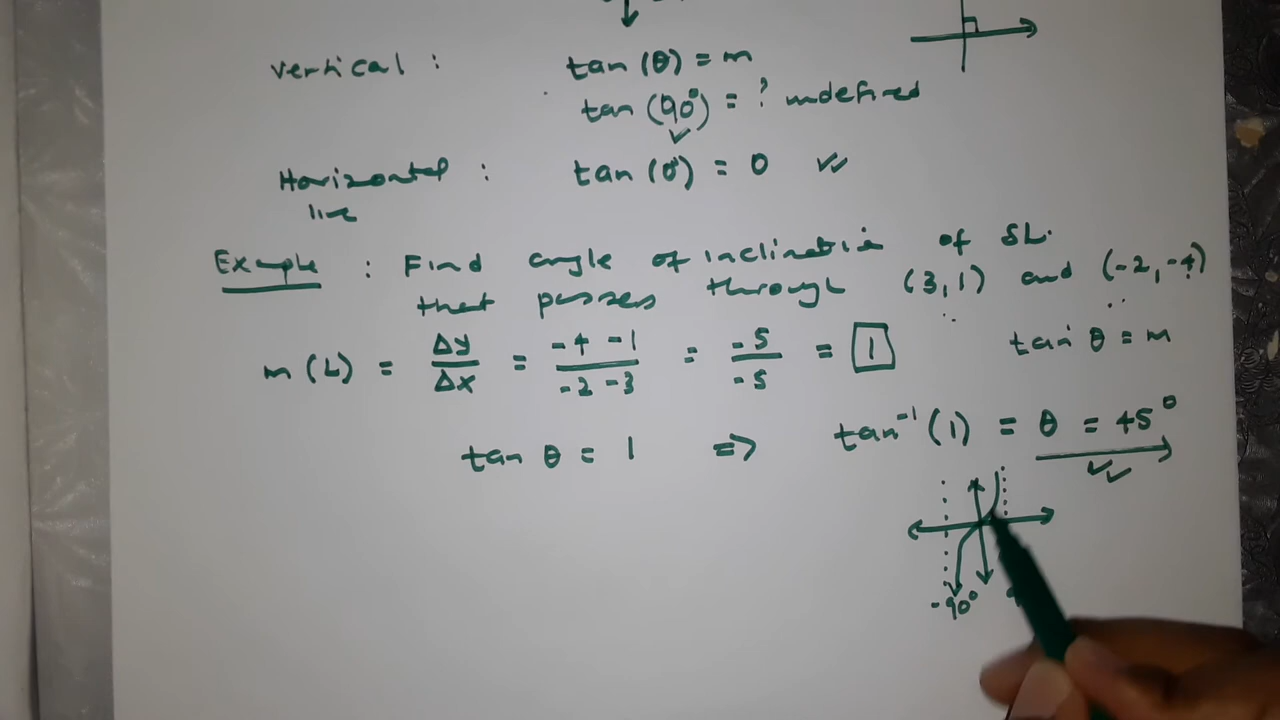 vertical : tan (θ) = m
tan (90°) = ? undefined
Horizontal : tan (0°) = 0
line
Example : Find angle of inclination of SL.
that passes through (3,1) and (-2,-4)
m (L) = Δy/Δx = -4 -1/-2 -3 = -5/-5 = 1
tan θ = m
tan θ = 1 => tan⁻¹ (1) = θ = 45°
-90°